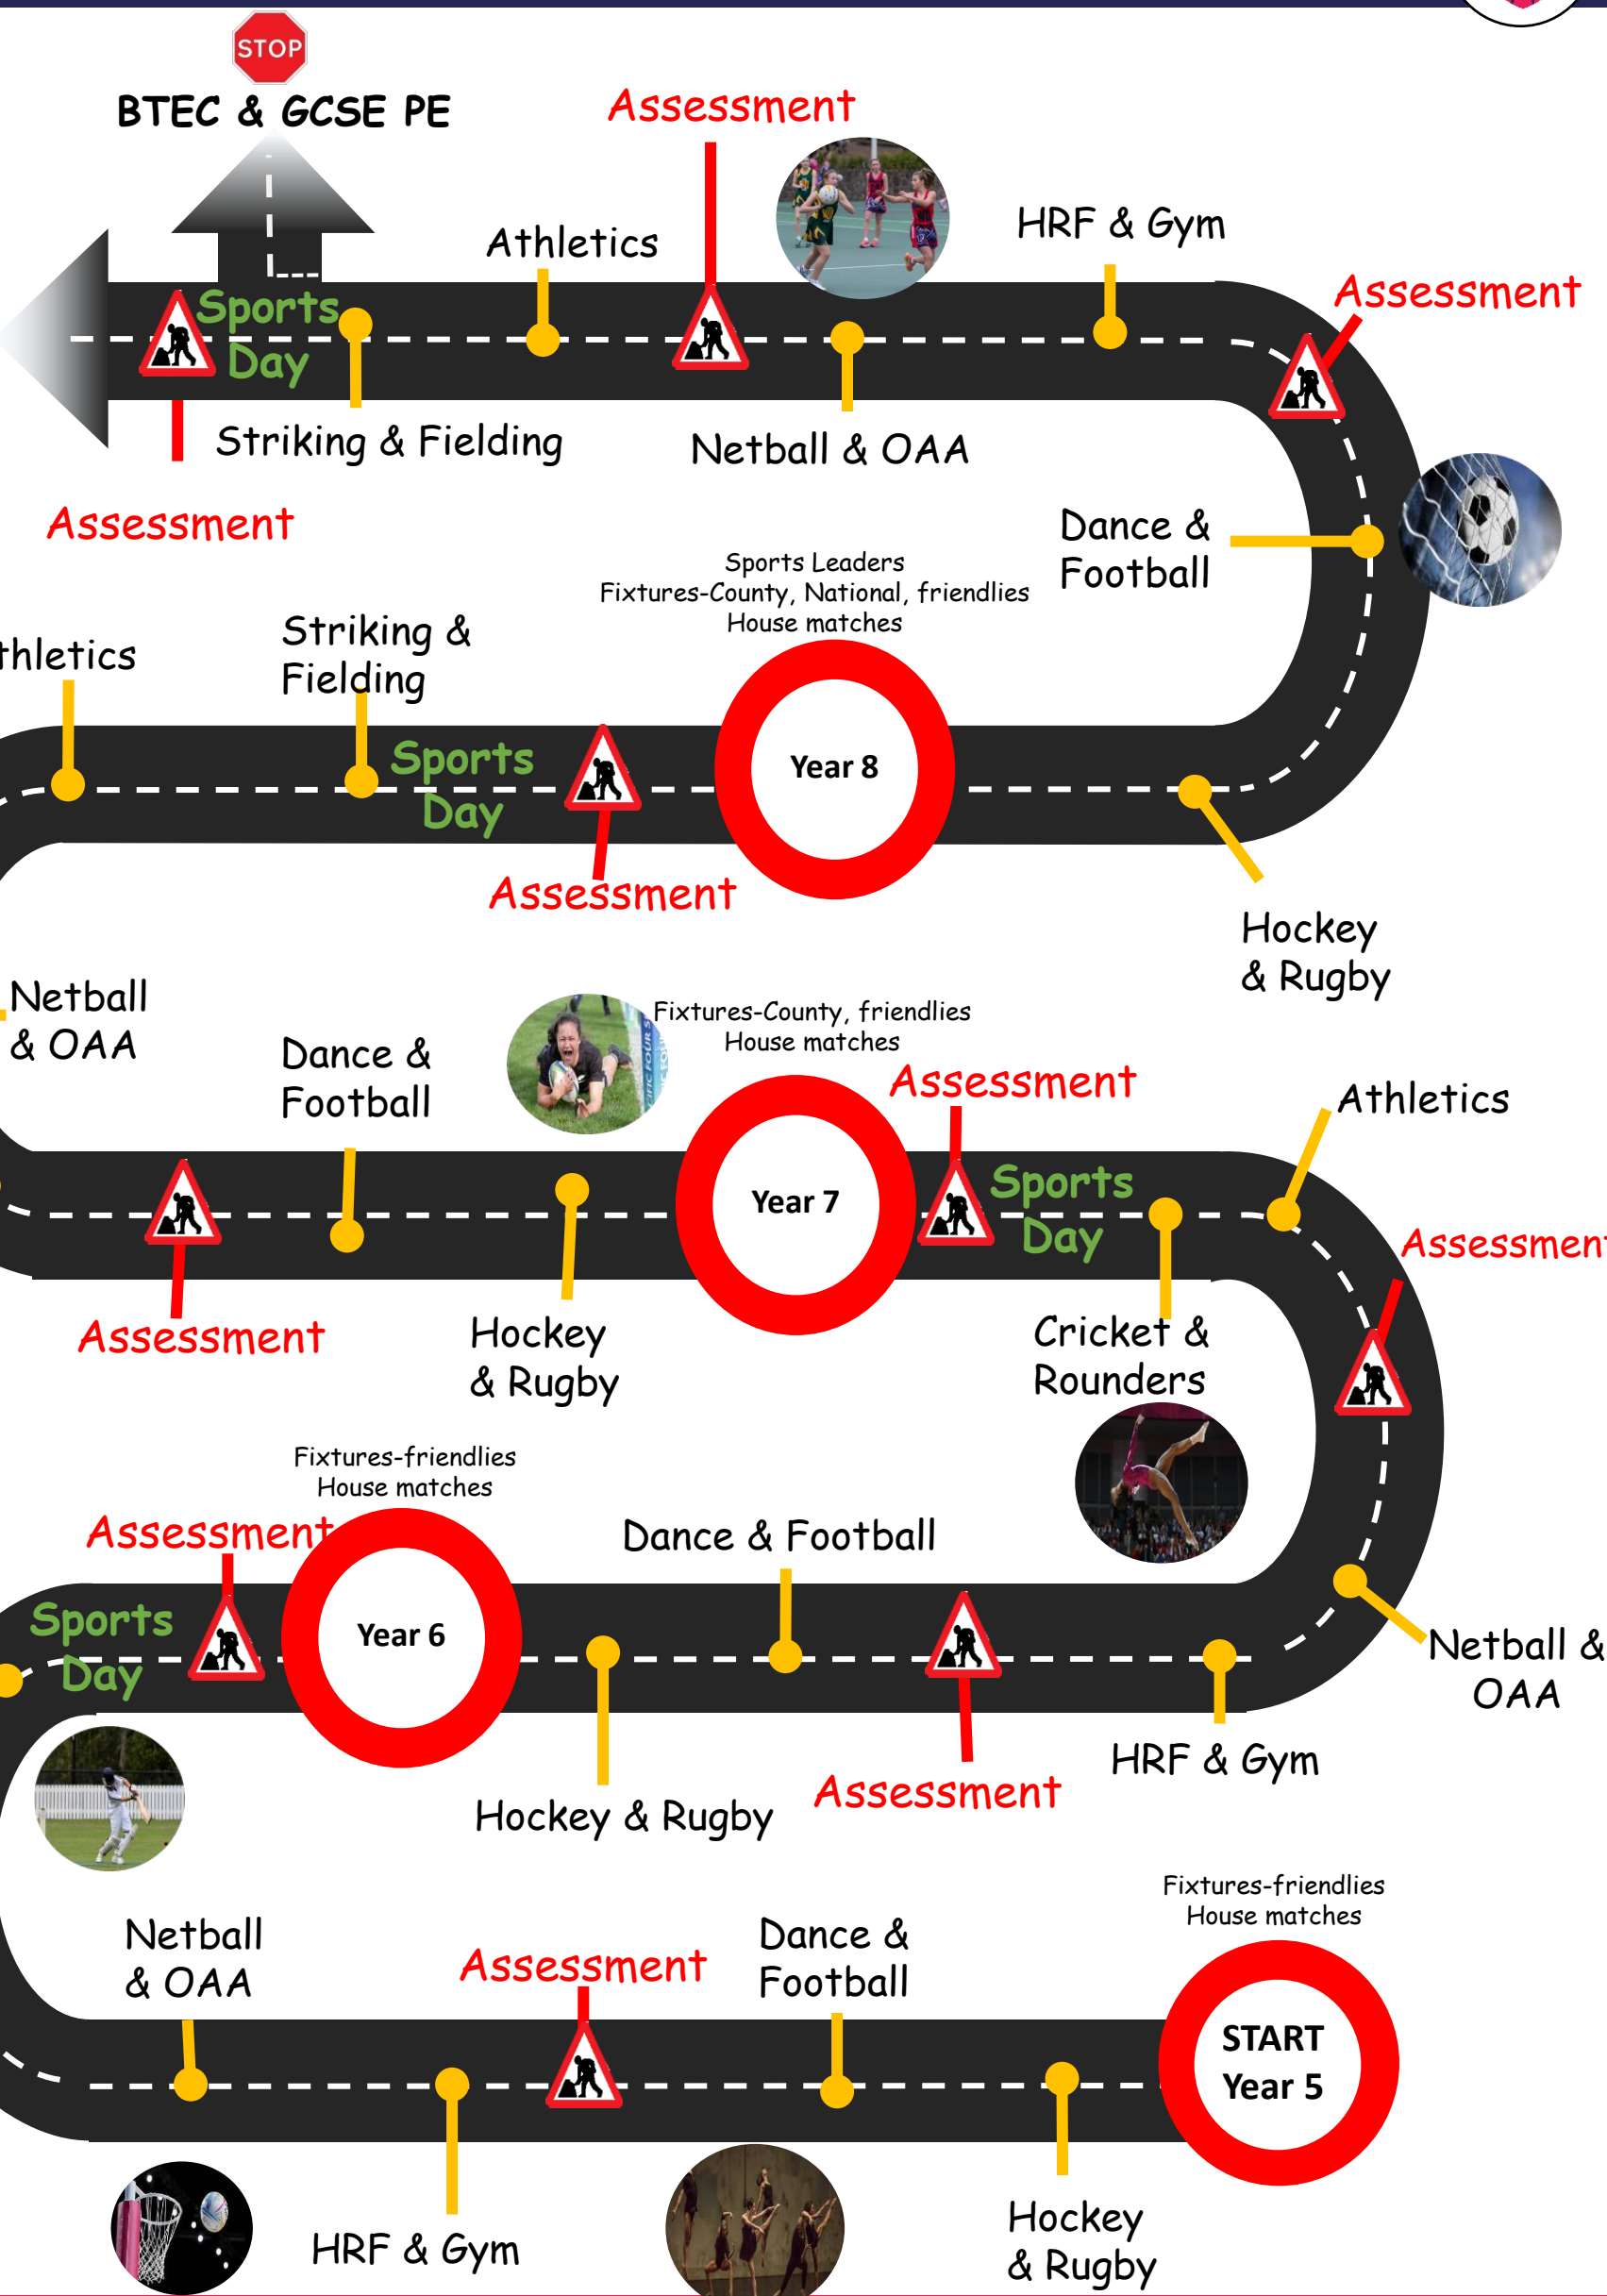 STOP
BTEC & GCSE PE
Assessment
Athletics
HRF & Gym
Assessment
Sports
Day
Striking & Fielding
Netball & OAA
Assessment
Dance &
Football
Sports Leaders
Fixtures-County, National, friendlies
House matches
thletics
Striking &
Fielding
Sports
Day
Year 8
Assessment
Hockey
& Rugby
Netball
& OAA
Dance &
Football
Fixtures-County, friendlies
House matches
Assessment
Athletics
Year 7
Sports
Day
Assessment
Assessment
Hockey
& Rugby
Cricket &
Rounders
Fixtures-friendlies
House matches
Assessment
Dance & Football
Sports
Day
Year 6
Netball &
OAA
HRF & Gym
Assessment
Hockey & Rugby
Fixtures-friendlies
House matches
Netball
& OAA
Assessment
Dance &
Football
START
Year 5
HRF & Gym
Hockey
& Rugby